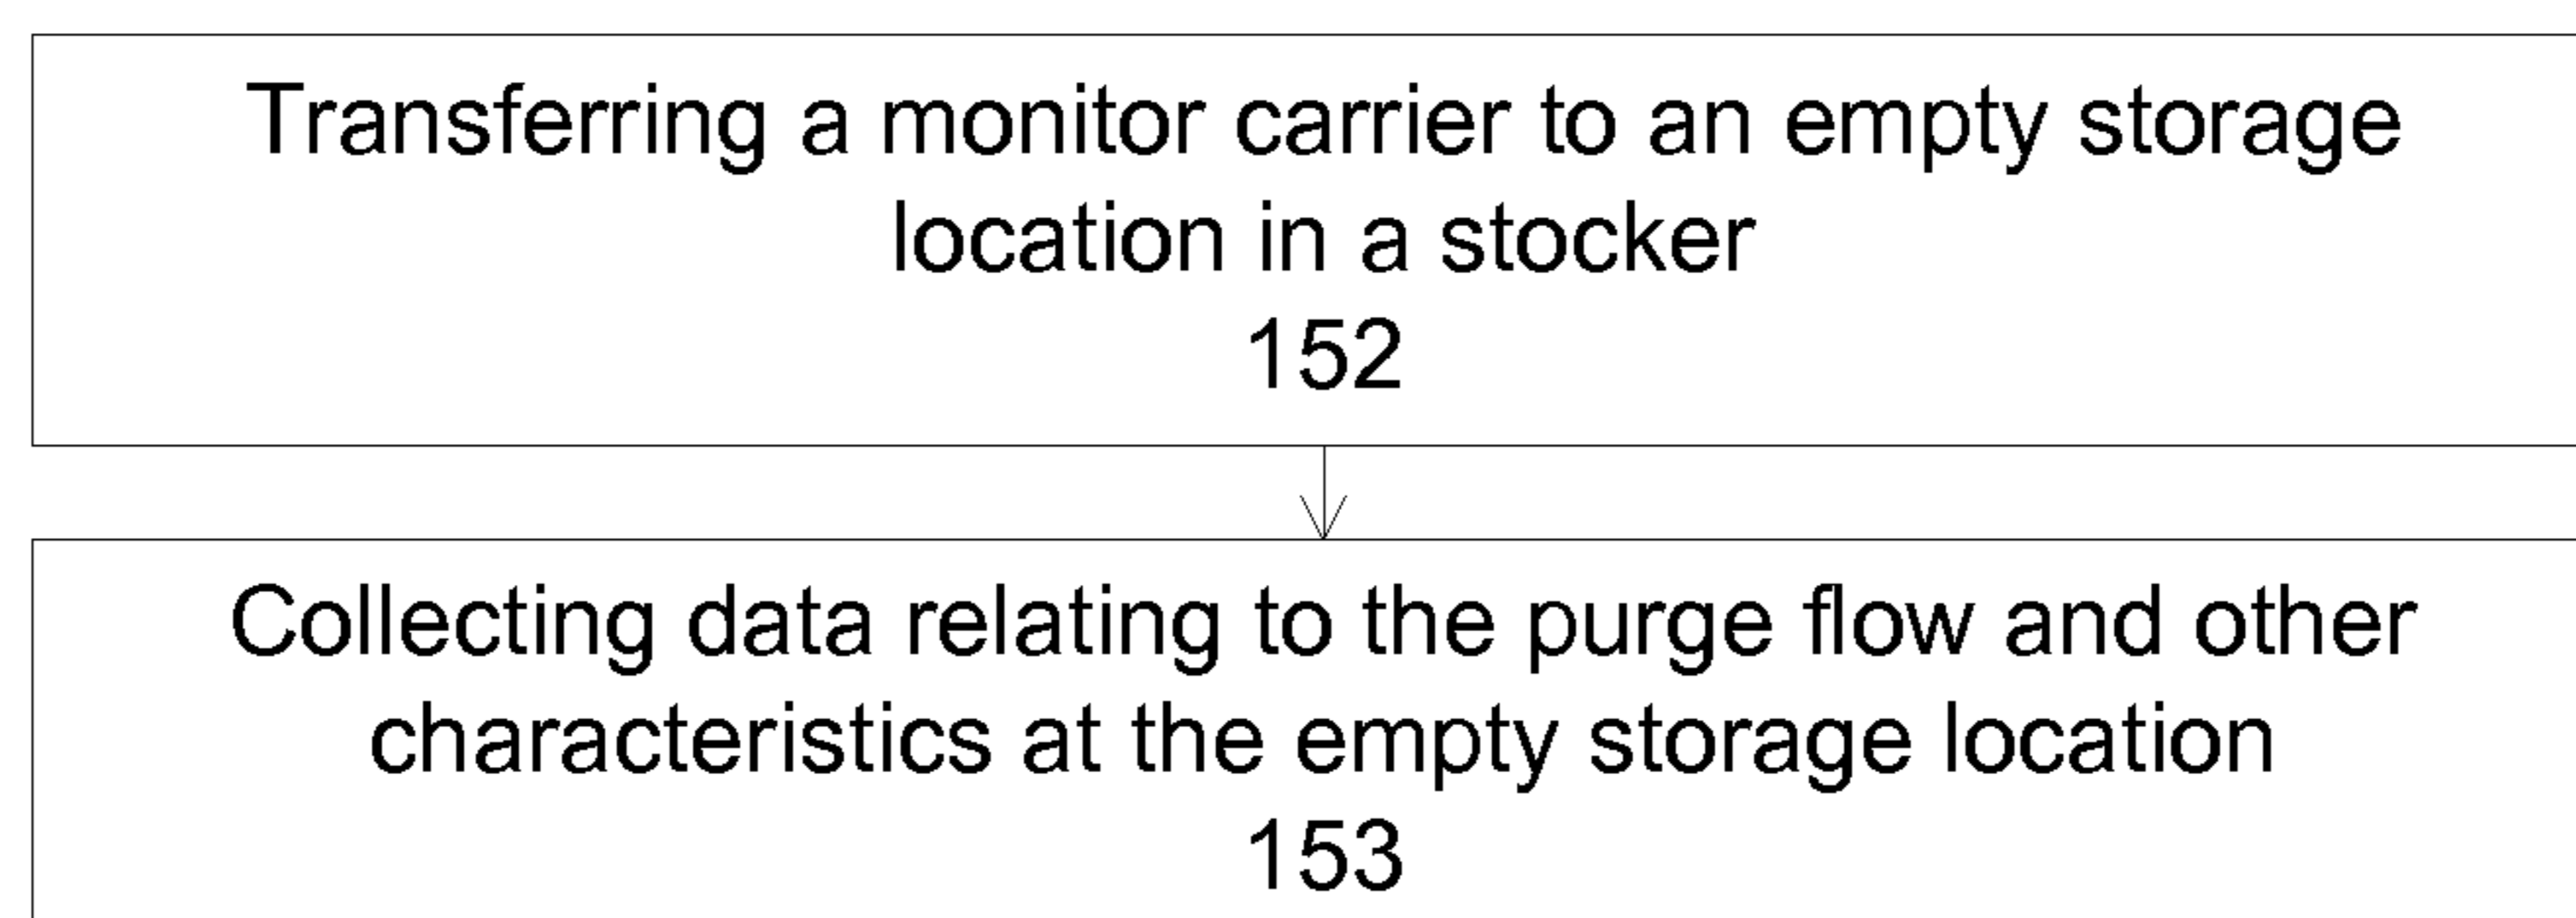 Transferring a monitor carrier to an empty storage
location in a stocker
152
Collecting data relating to the purge flow and other
characteristics at the empty storage location
153